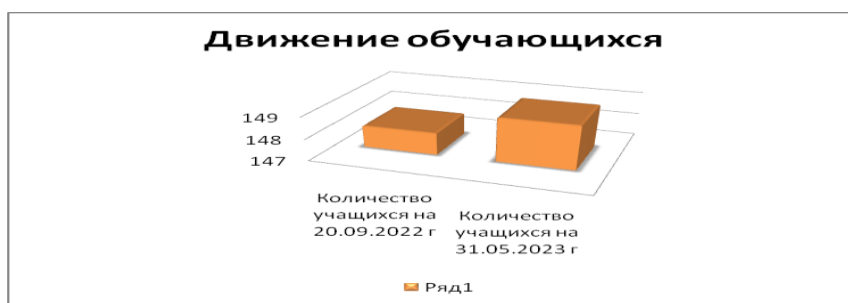 Движение обучающихся
149
148
147
Количество
учащихся на
20.09.2022 г
Количество
учащихся на
31.05.2023 г
Ряд1